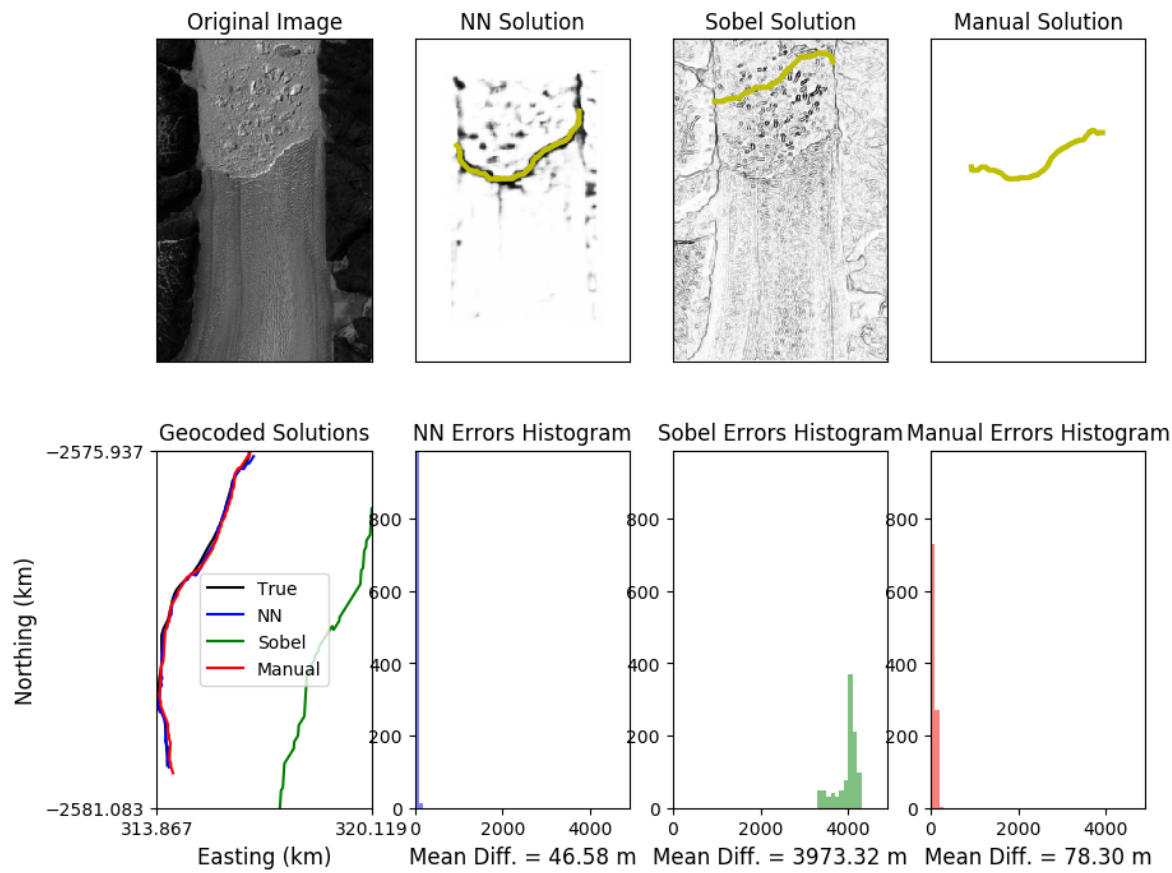 Original Image
NN Solution
Sobel Solution
Manual Solution
Geocoded Solutions
NN Errors Histogram
Sobel Errors Histogram
Manual Errors Histogram
−2575.937
−2581.083
Northing (km)
313.867
320.119
Easting (km)
True
NN
Sobel
Manual
800
600
400
200
0
0
2000
4000
Mean Diff. = 46.58 m
800
600
400
200
0
0
2000
4000
Mean Diff. = 3973.32 m
800
600
400
200
0
0
2000
4000
Mean Diff. = 78.30 m